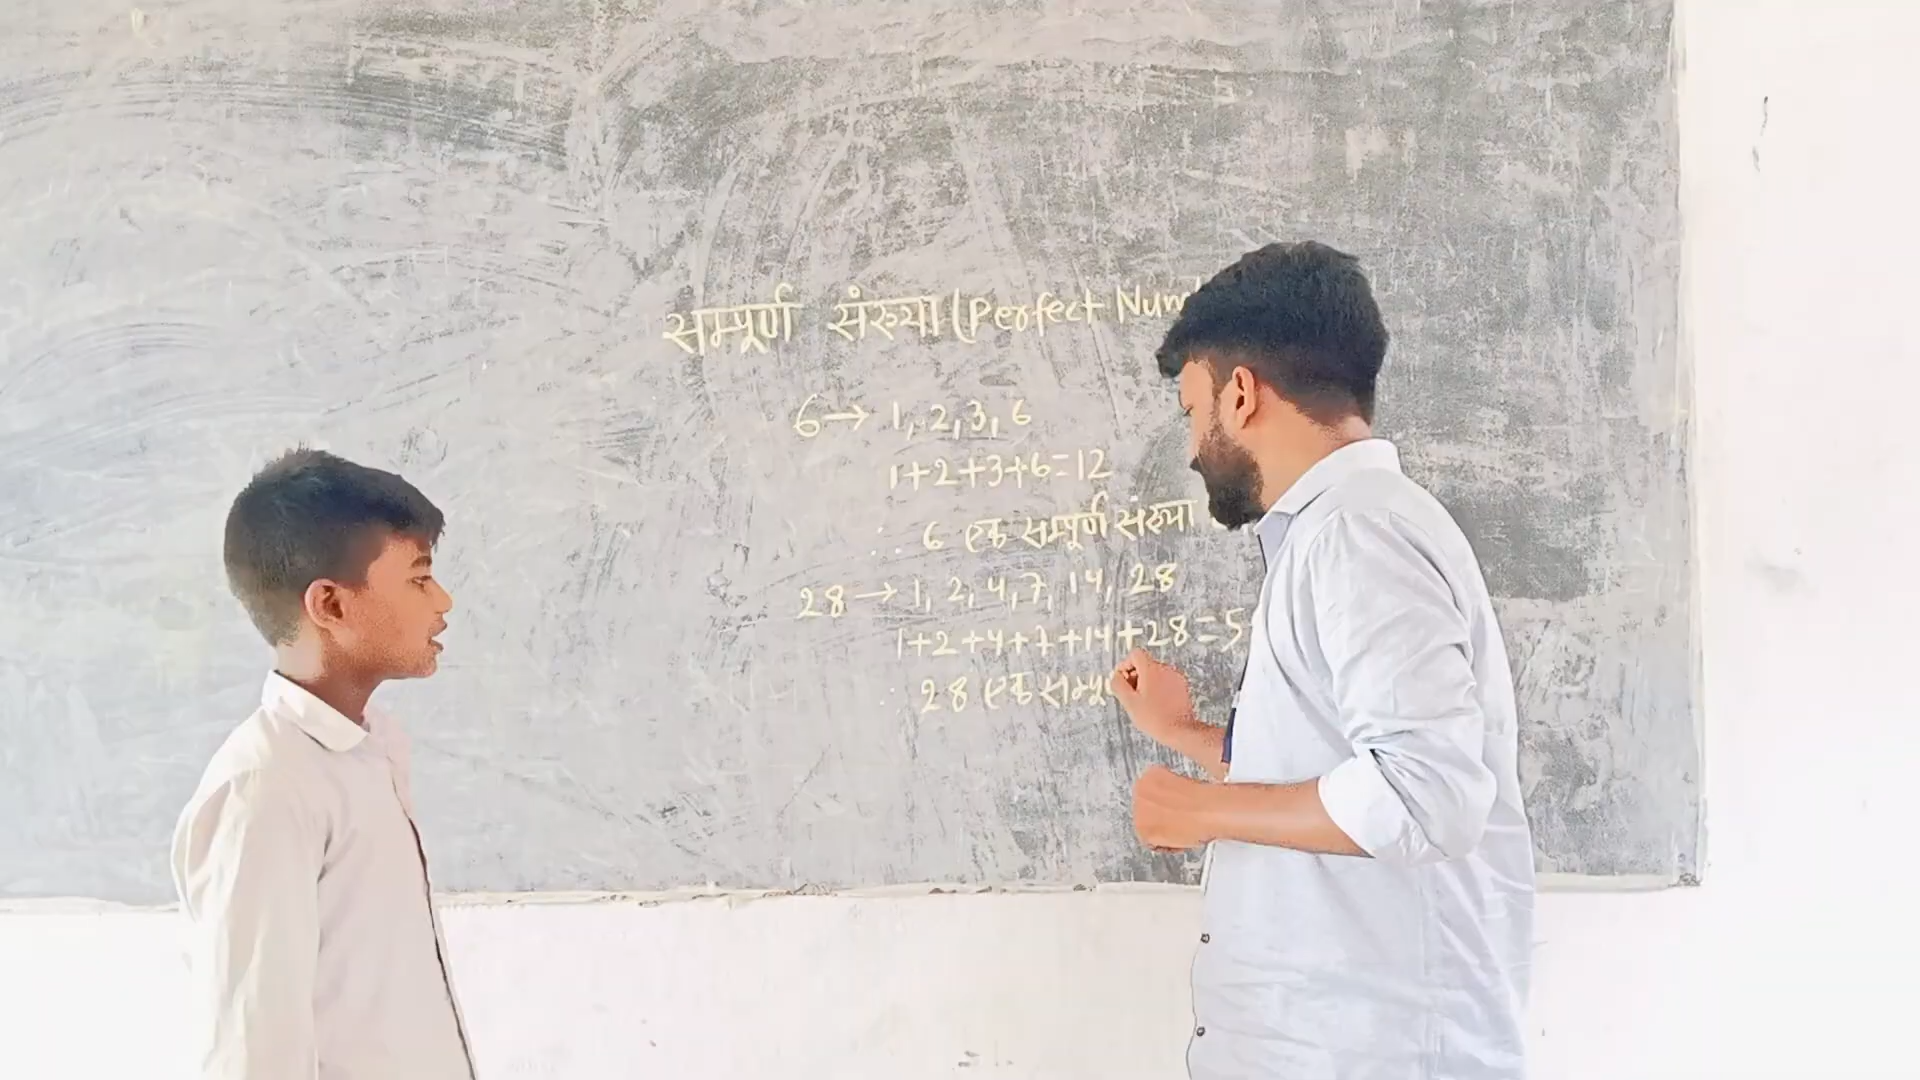 सम्पूर्ण संख्या (Perfect Num
6→ 1, 2, 3, 6
1+2+3+6=12
∴ 6 एक सम्पूर्ण संख्या
28 → 1, 2, 4, 7, 14, 28
1+2+4+7+14+28=5
∴ 28 एक सम्पू